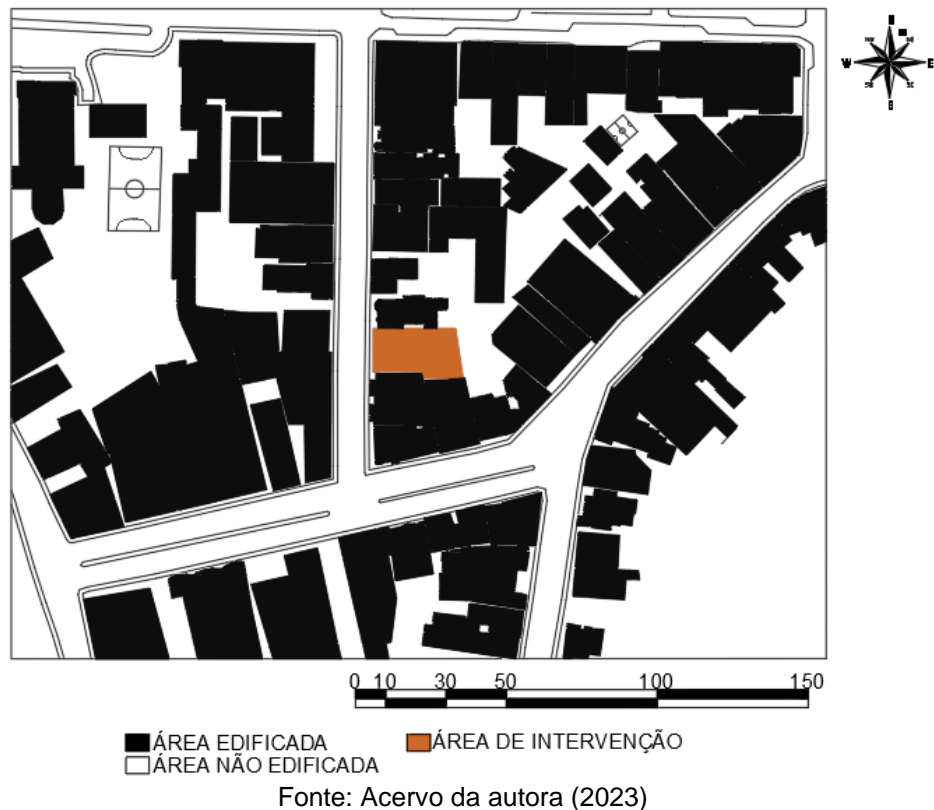 W E
0 10 30 50 100 150
ÁREA EDIFICADA
ÁREA DE INTERVENÇÃO
ÁREA NÃO EDIFICADA
Fonte: Acervo da autora (2023)